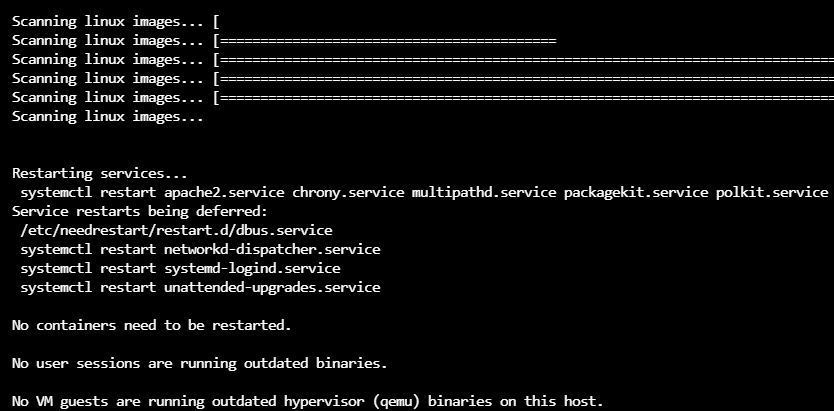 Scanning linux images... [
Scanning linux images... [==========================================
Scanning linux images... [=============================================================================
Scanning linux images... [=============================================================================
Scanning linux images... [=============================================================================
Scanning linux images...
Restarting services...
systemctl restart apache2.service chrony.service multipathd.service packagekit.service polkit.service
Service restarts being deferred:
/etc/needrestart/restart.d/dbus.service
systemctl restart networkd-dispatcher.service
systemctl restart systemd-logind.service
systemctl restart unattended-upgrades.service
No containers need to be restarted.
No user sessions are running outdated binaries.
No VM guests are running outdated hypervisor (qemu) binaries on this host.